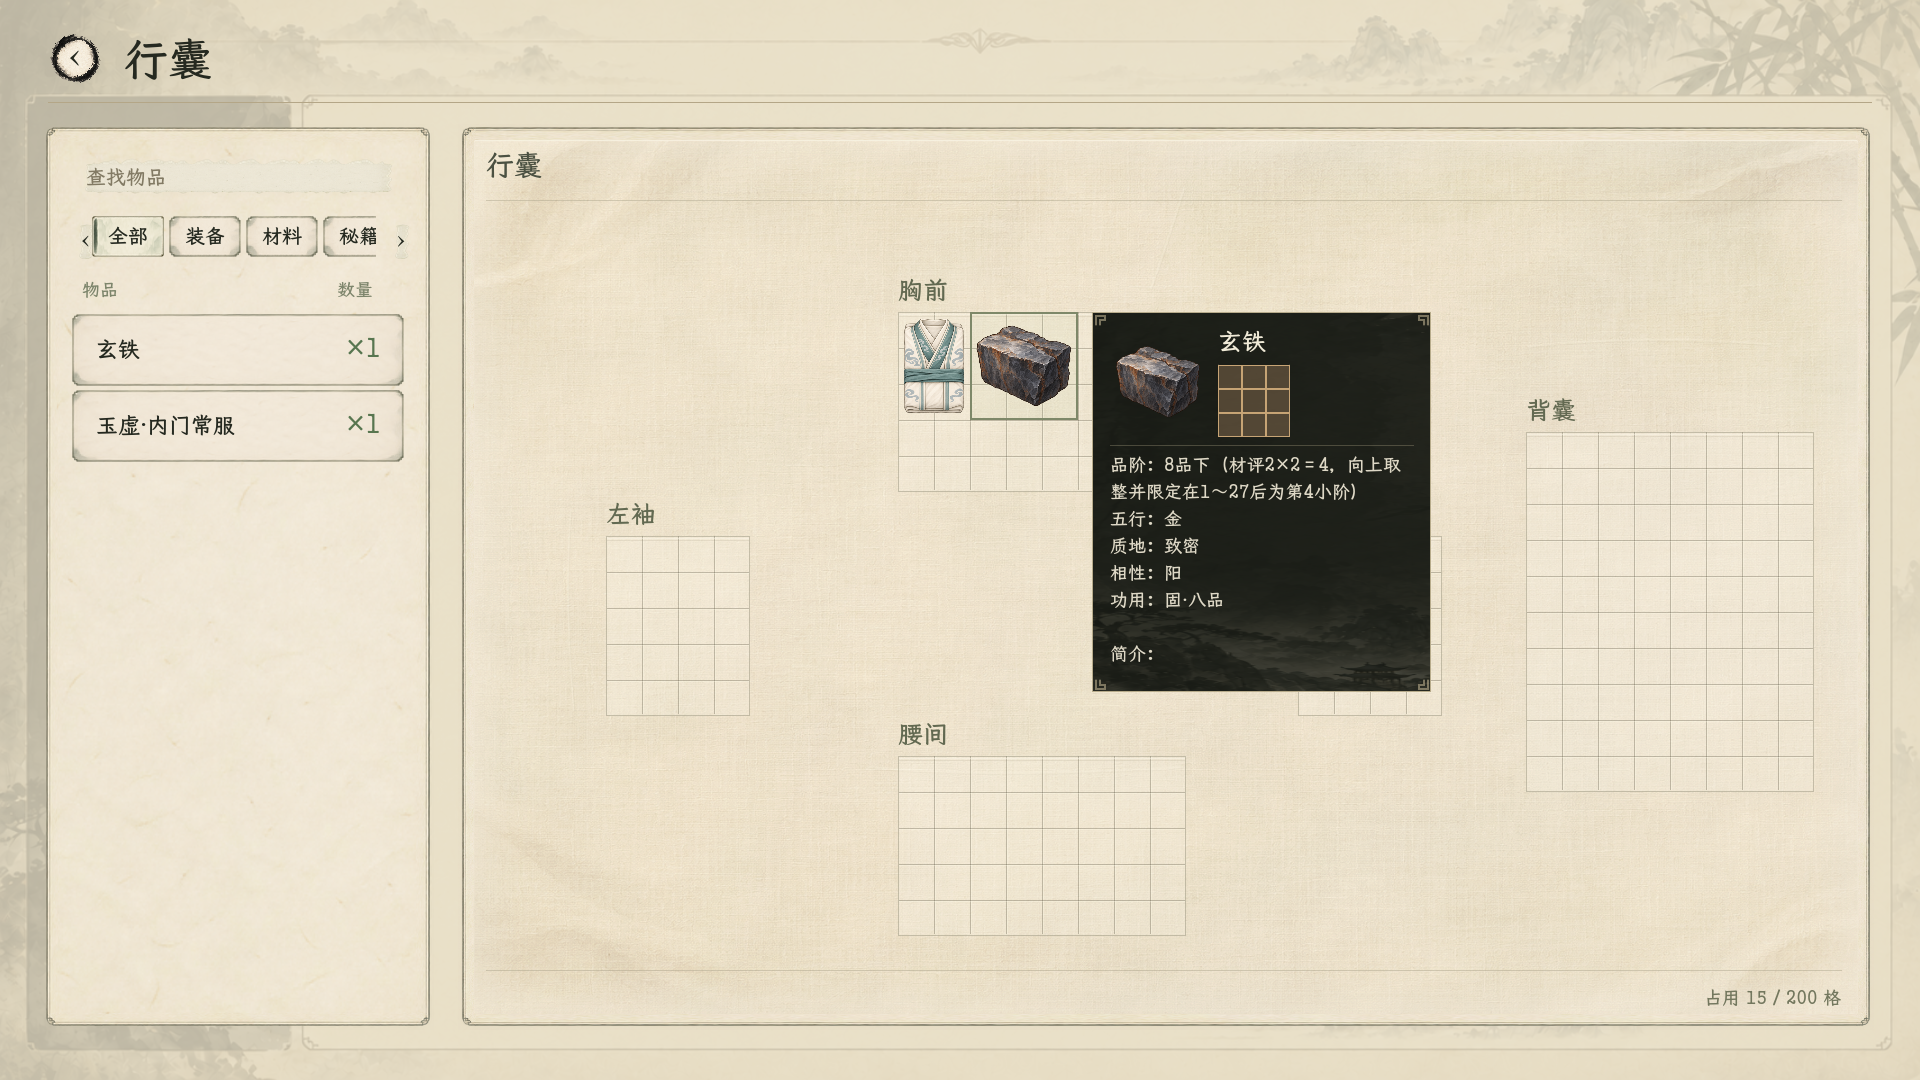 行囊
查找物品
全部
装备
材料
秘籍
物品
数量
玄铁
×1
玉虚·内门常服
×1
行囊
胸前
左袖
腰间
背囊
玄铁
品阶：8品下（材评2×2＝4，向上取
整并限定在1～27后为第4小阶）
五行：金
质地：致密
相性：阳
功用：固·八品
简介：
占用 15 / 200 格